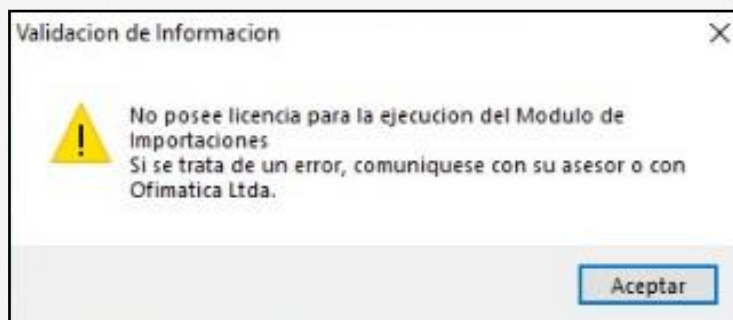 Validacion de Informacion
No posee licencia para la ejecucion del Modulo de
Importaciones
Si se trata de un error, comuniquese con su asesor o con
Ofimatica Ltda.
Aceptar